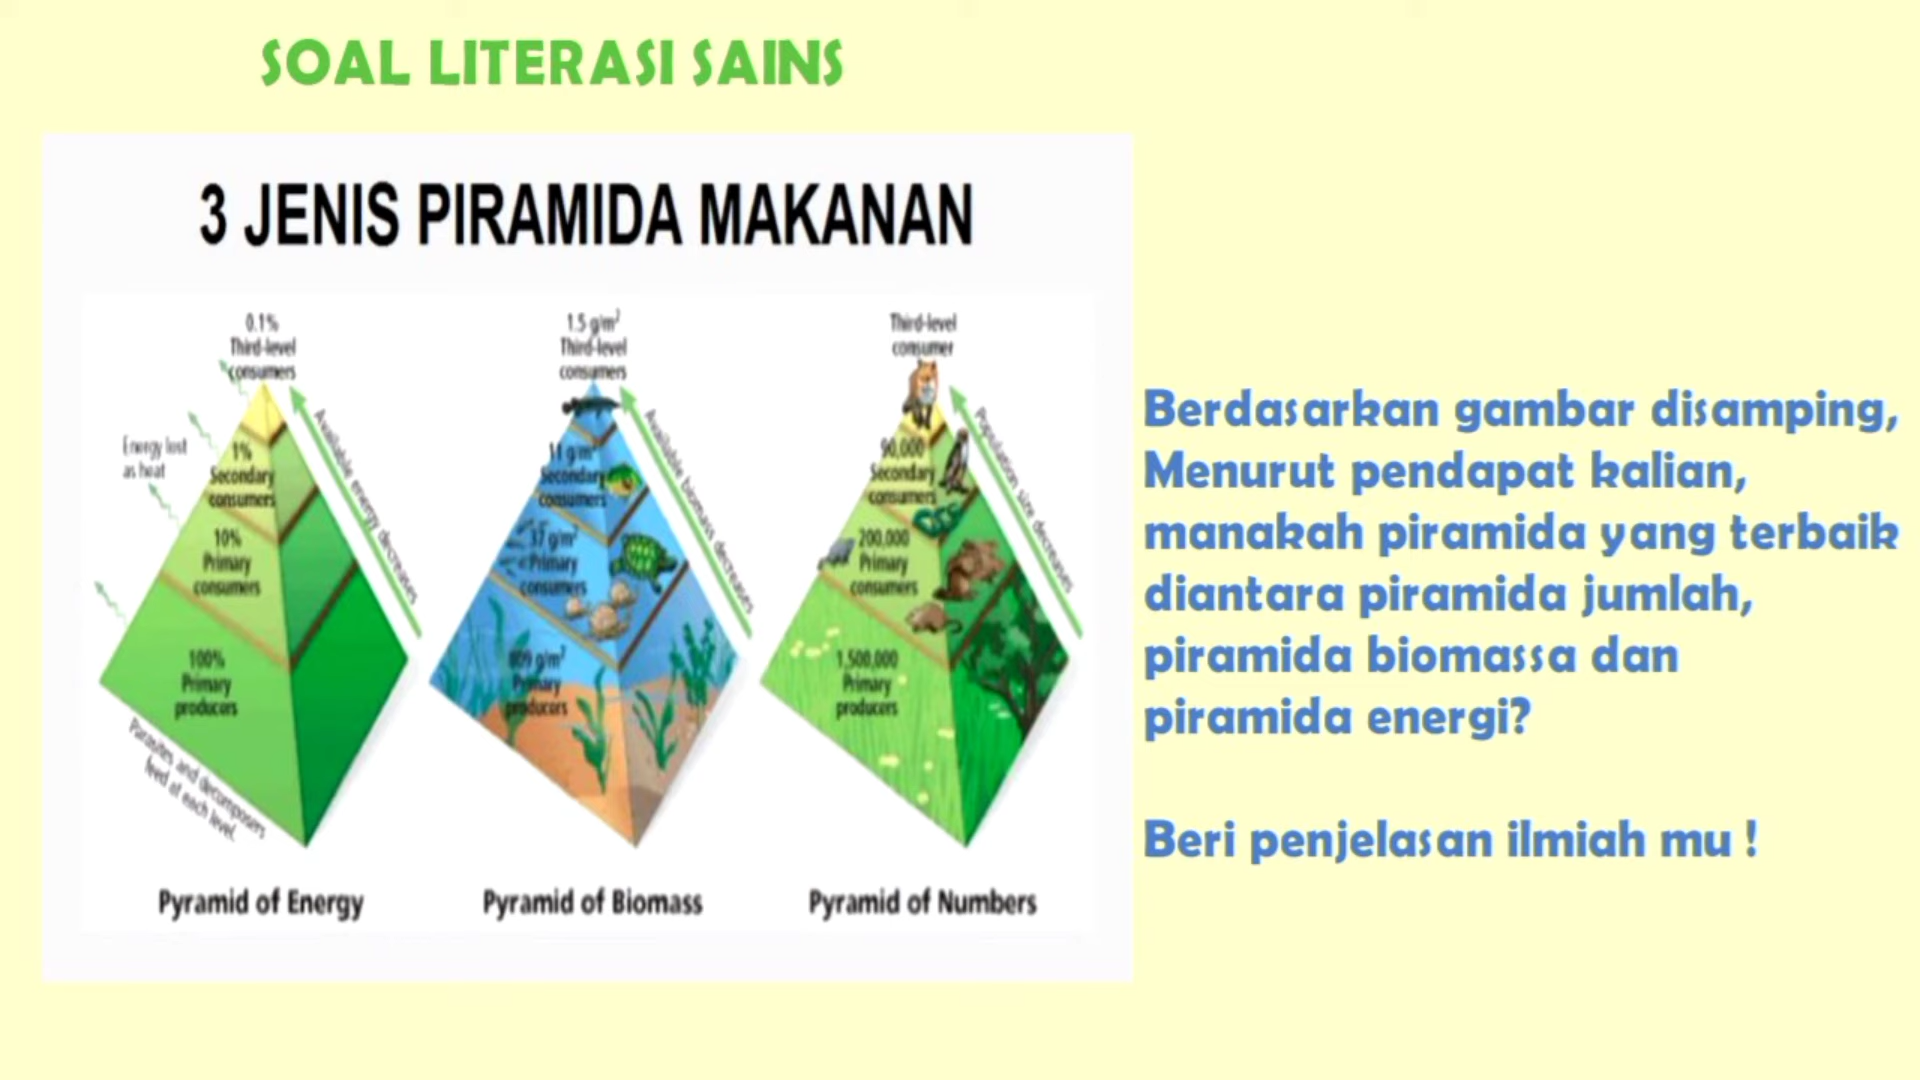 SOAL LITERASI SAINS
3 JENIS PIRAMIDA MAKANAN
0.1%
Third-level
consumers
Energy lost
as heat
Available energy decreases
1%
Secondary
consumers
10%
Primary
consumers
100%
Primary
producers
Parasites and decomposers
feed at each level.
Pyramid of Energy
1.5 g/m²
Third-level
consumers
Available biomass decreases
11 g/m²
Secondary
consumers
37 g/m²
Primary
consumers
809 g/m²
Primary
producers
Pyramid of Biomass
Third-level
consumer
Population size decreases
90,000
Secondary
consumers
200,000
Primary
consumers
1,500,000
Primary
producers
Pyramid of Numbers
Berdasarkan gambar disamping,
Menurut pendapat kalian,
manakah piramida yang terbaik
diantara piramida jumlah,
piramida biomassa dan
piramida energi?
Beri penjelasan ilmiah mu !